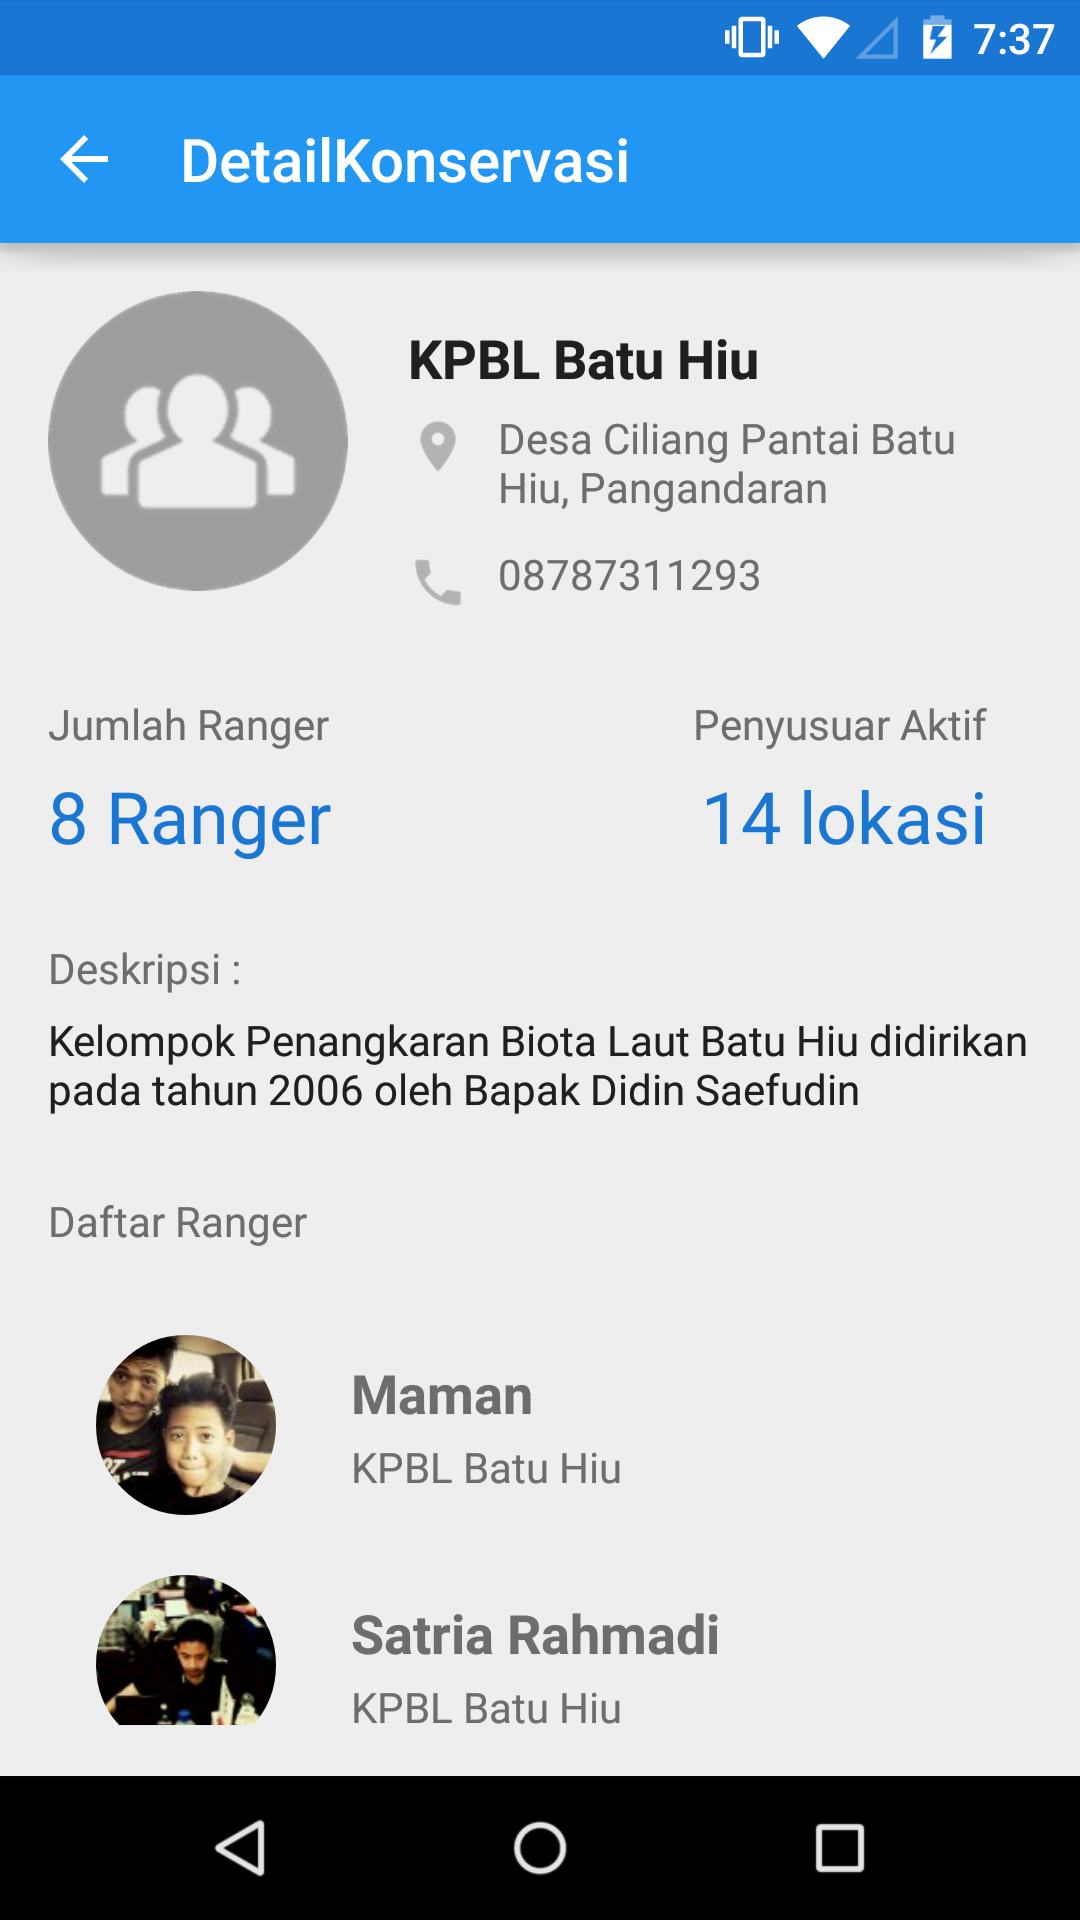 7:37
DetailKonservasi
KPBL Batu Hiu
Desa Ciliang Pantai Batu
Hiu, Pangandaran
08787311293
Jumlah Ranger
Penyusuar Aktif
8 Ranger
14 lokasi
Deskripsi :
Kelompok Penangkaran Biota Laut Batu Hiu didirikan
pada tahun 2006 oleh Bapak Didin Saefudin
Daftar Ranger
Maman
KPBL Batu Hiu
Satria Rahmadi
KPBL Batu Hiu